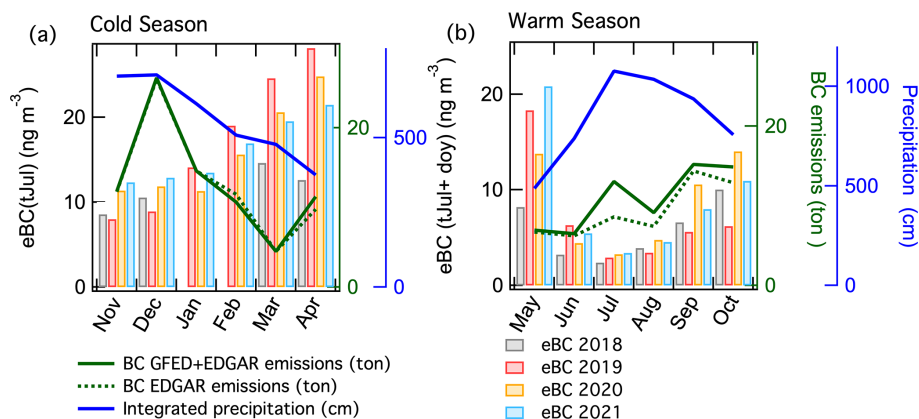 (a)
Cold Season
eBC(tJul) (ng m-3)
20
10
0
Nov
Dec
Jan
Feb
Mar
Apr
20
0
500
0
(b)
Warm Season
eBC (tJul+ doy) (ng m-3)
20
10
0
May
Jun
Jul
Aug
Sep
Oct
20
0
BC emissions (ton )
1000
500
0
Precipitation (cm)
BC GFED+EDGAR emissions (ton)
BC EDGAR emissions (ton)
Integrated precipitation (cm)
eBC 2018
eBC 2019
eBC 2020
eBC 2021